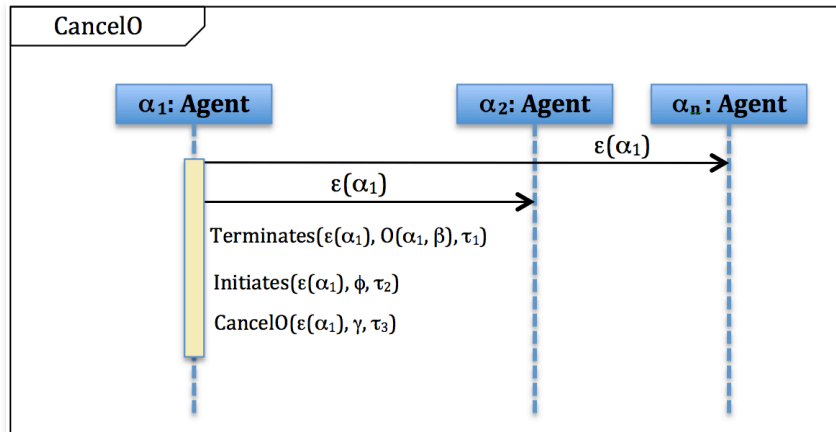 CancelO
α₁: Agent
α₂: Agent
αₙ: Agent
ε(α₁)
ε(α₁)
Terminates(ε(α₁), O(α₁, β), τ₁)
Initiates(ε(α₁), ϕ, τ₂)
CancelO(ε(α₁), γ, τ₃)